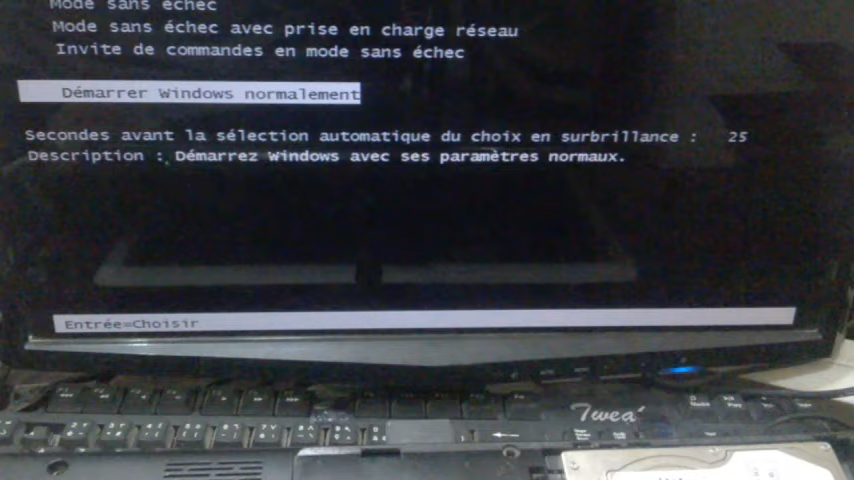 Mode sans échec
Mode sans échec avec prise en charge réseau
Invite de commandes en mode sans échec
Démarrer Windows normalement
Secondes avant la sélection automatique du choix en surbrillance : 25
Description : Démarrez Windows avec ses paramètres normaux.
Entrée=Choisir
Twea